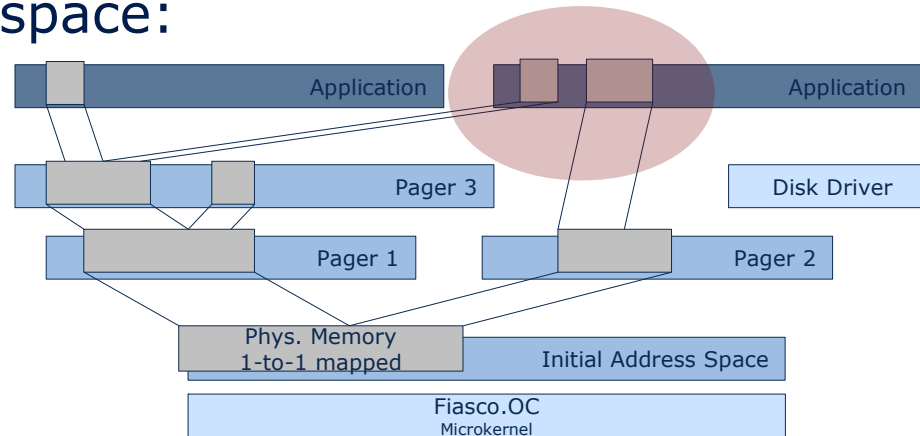 space:
Application
Application
Pager 3
Disk Driver
Pager 1
Pager 2
Phys. Memory
1-to-1 mapped
Initial Address Space
Fiasco.OC
Microkernel